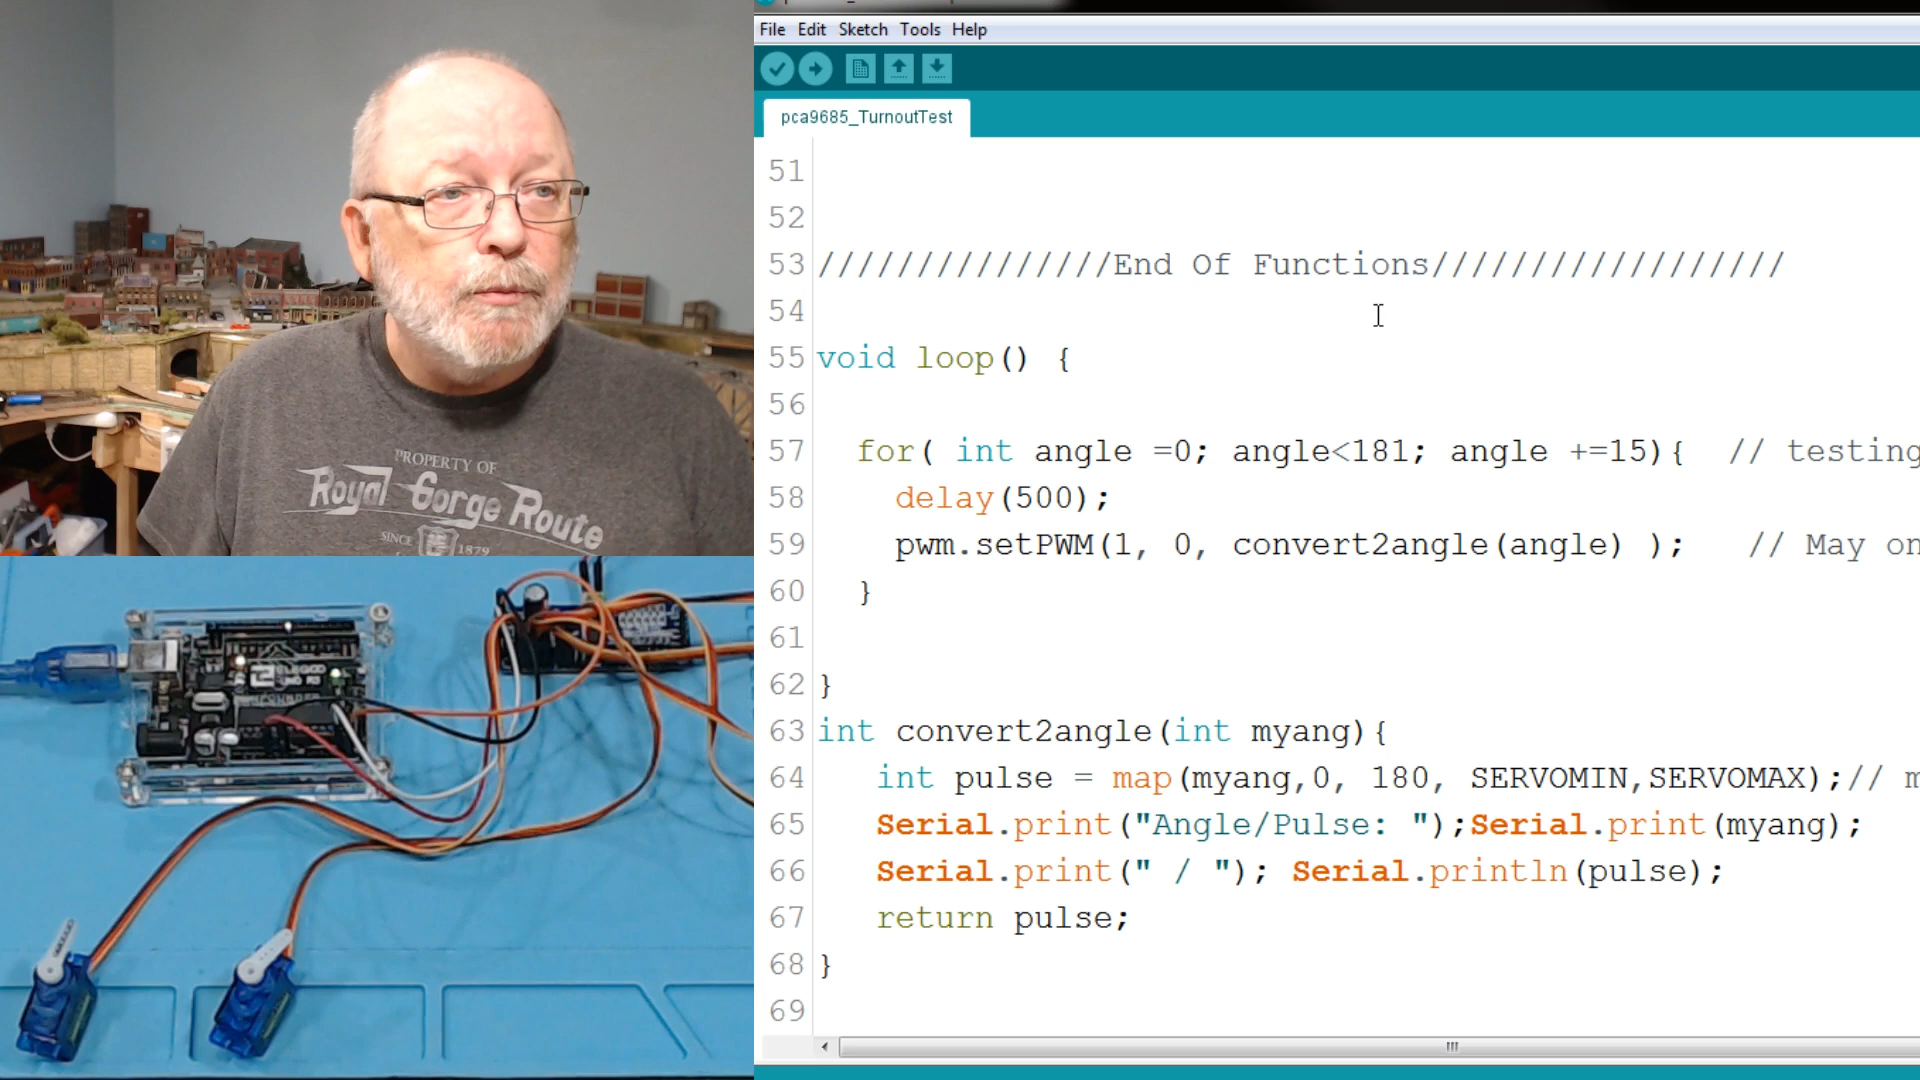 PROPERTY OF
Royal Gorge Route
SINCE 1879
File Edit Sketch Tools Help
pca9685_TurnoutTest
51
52
53 ///////////////End Of Functions//////////////////
54
55 void loop() {
56
57 for( int angle =0; angle<181; angle +=15){ // testing
58 delay(500);
59 pwm.setPWM(1, 0, convert2angle(angle) ); // May on
60 }
61
62 }
63 int convert2angle(int myang){
64 int pulse = map(myang,0, 180, SERVOMIN,SERVOMAX);// m
65 Serial.print("Angle/Pulse: ");Serial.print(myang);
66 Serial.print(" / "); Serial.println(pulse);
67 return pulse;
68 }
69